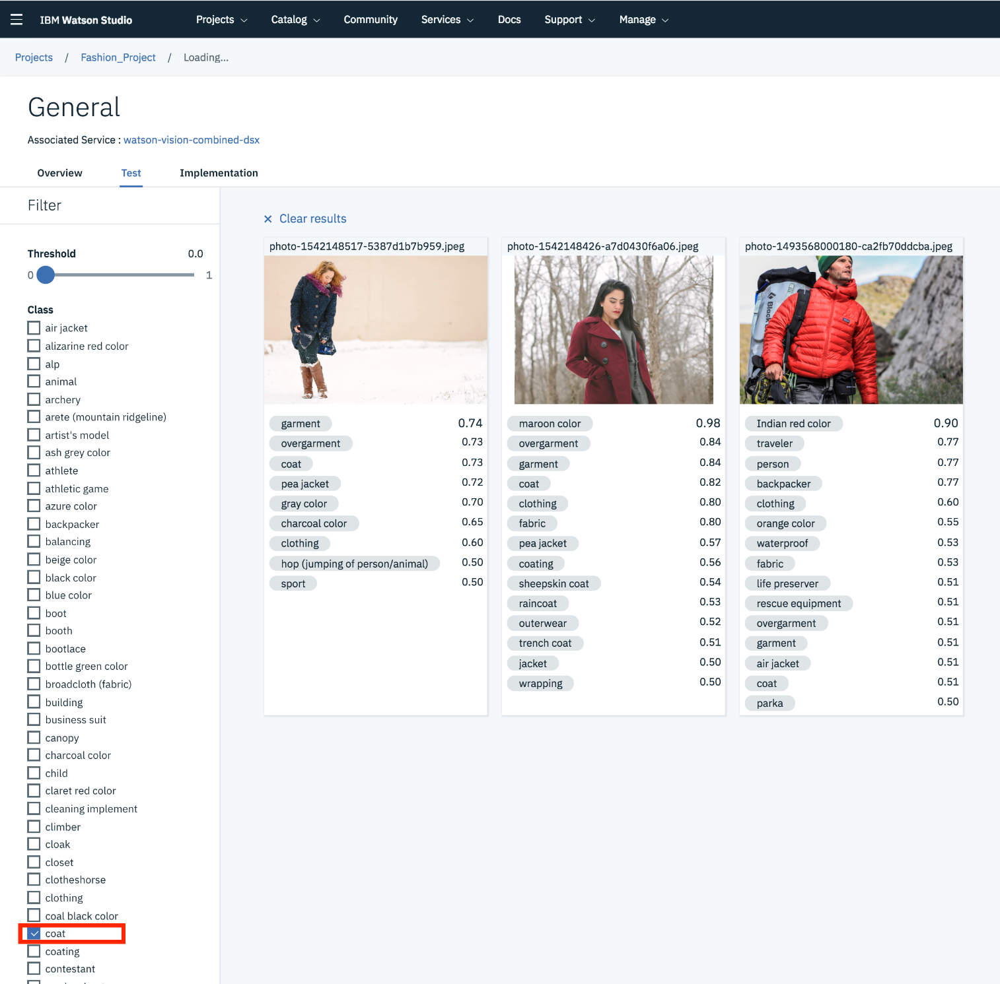 IBM Watson Studio Projects Catalog Community Services Docs Support Manage
Projects / Fashion_Project / Loading...
General
Associated Service : watson-vision-combined-dsx
Overview Test Implementation
Filter
Threshold 0.0
0 1
Class
air jacket
alizarine red color
alp
animal
archery
arete (mountain ridgeline)
artist's model
ash grey color
athlete
athletic game
azure color
backpacker
balancing
beige color
black color
blue color
boot
booth
bootlace
bottle green color
broadcloth (fabric)
building
business suit
canopy
charcoal color
child
claret red color
cleaning implement
climber
cloak
closet
clotheshorse
clothing
coal black color
coat
coating
contestant
Clear results
photo-1542148517-5387d1b7b959.jpeg
garment 0.74
overgarment 0.73
coat 0.73
pea jacket 0.72
gray color 0.70
charcoal color 0.65
clothing 0.60
hop (jumping of person/animal) 0.50
sport 0.50
photo-1542148426-a7d0430f6a06.jpeg
maroon color 0.98
overgarment 0.84
garment 0.84
coat 0.82
clothing 0.80
fabric 0.80
pea jacket 0.57
coating 0.56
sheepskin coat 0.54
raincoat 0.53
outerwear 0.52
trench coat 0.51
jacket 0.50
wrapping 0.50
photo-1493568000180-ca2fb70ddcba.jpeg
Black
Indian red color 0.90
traveler 0.77
person 0.77
backpacker 0.77
clothing 0.60
orange color 0.55
waterproof 0.53
fabric 0.53
life preserver 0.51
rescue equipment 0.51
overgarment 0.51
garment 0.51
air jacket 0.51
coat 0.51
parka 0.50